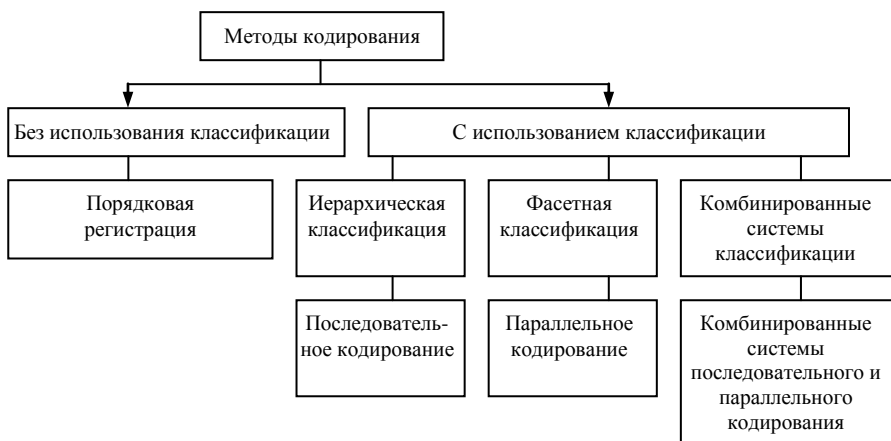 Методы кодирования
Без использования классификации
С использованием классификации
Порядковая
регистрация
Иерархическая
классификация
Фасетная
классификация
Комбинированные
системы
классификации
Последователь-
ное кодирование
Параллельное
кодирование
Комбинированные
системы
последовательного и
параллельного
кодирования